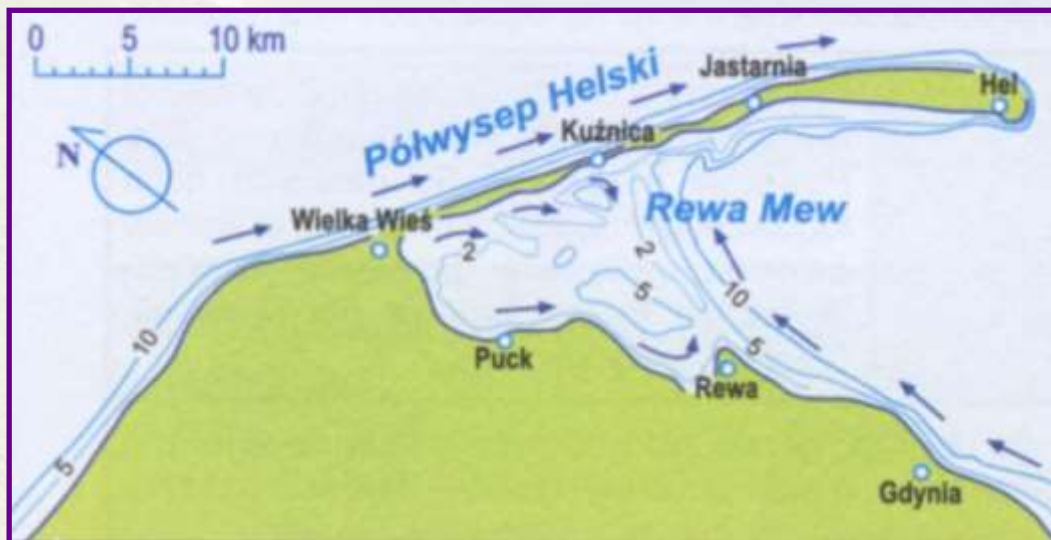 0 5 10 km
Jastarnia
Hel
Półwysep Helski
Kuźnica
N
Rewa Mew
Wielka Wieś
2
2
5
10
10
5
Puck
Rewa
5
Gdynia